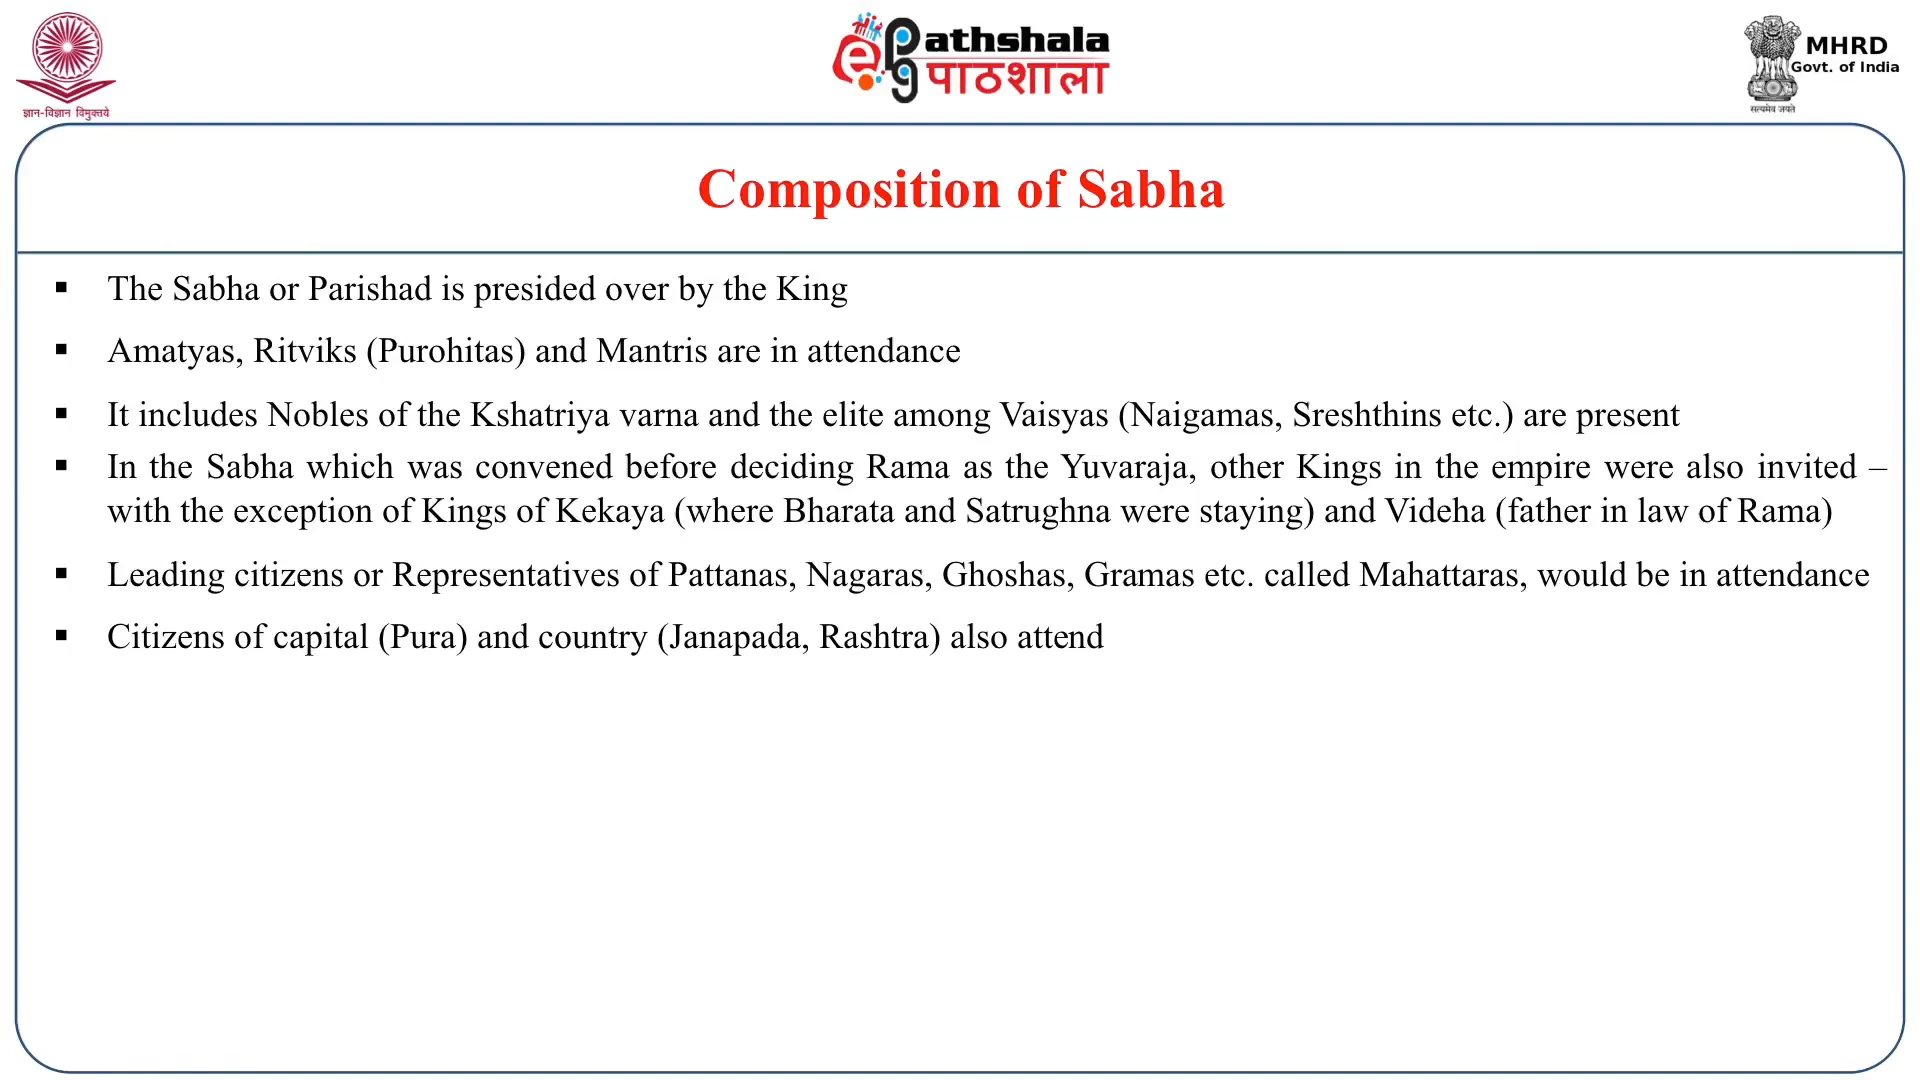 ज्ञान-विज्ञान विमुक्तये
e pg Pathshala
पाठशाला
MHRD
Govt. of India
सत्यमेव जयते
Composition of Sabha
▪ The Sabha or Parishad is presided over by the King
▪ Amatyas, Ritviks (Purohitas) and Mantris are in attendance
▪ It includes Nobles of the Kshatriya varna and the elite among Vaisyas (Naigamas, Sreshthins etc.) are present
▪ In the Sabha which was convened before deciding Rama as the Yuvaraja, other Kings in the empire were also invited –
with the exception of Kings of Kekaya (where Bharata and Satrughna were staying) and Videha (father in law of Rama)
▪ Leading citizens or Representatives of Pattanas, Nagaras, Ghoshas, Gramas etc. called Mahattaras, would be in attendance
▪ Citizens of capital (Pura) and country (Janapada, Rashtra) also attend